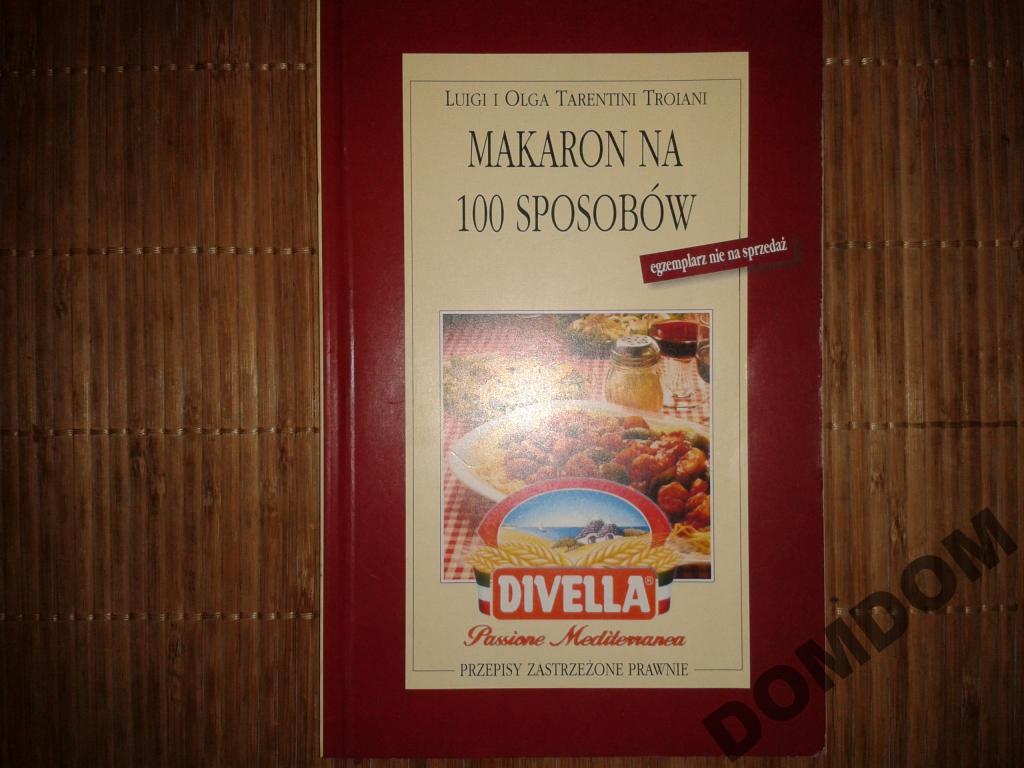 LUIGI I OLGA TARENTINI TROIANI
MAKARON NA
100 SPOSOBÓW
egzemplarz nie na sprzedaż
DIVELLA®
Passione Mediterranea
PRZEPISY ZASTRZEŻONE PRAWNIE
DOMDOM